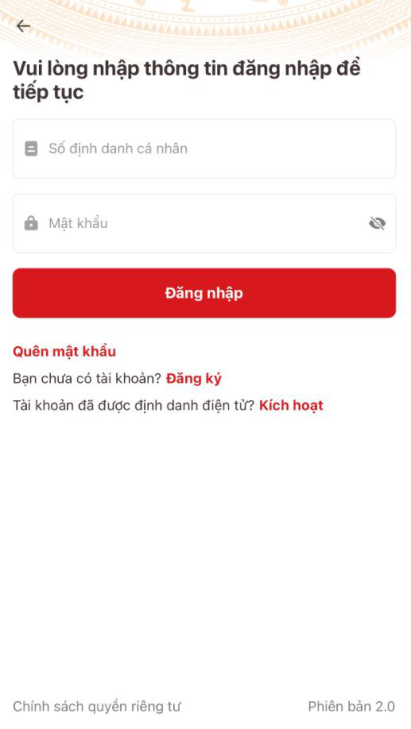 Vui lòng nhập thông tin đăng nhập để
tiếp tục
Số định danh cá nhân
Mật khẩu
Đăng nhập
Quên mật khẩu
Bạn chưa có tài khoản? Đăng ký
Tài khoản đã được định danh điện tử? Kích hoạt
Chính sách quyền riêng tư Phiên bản 2.0